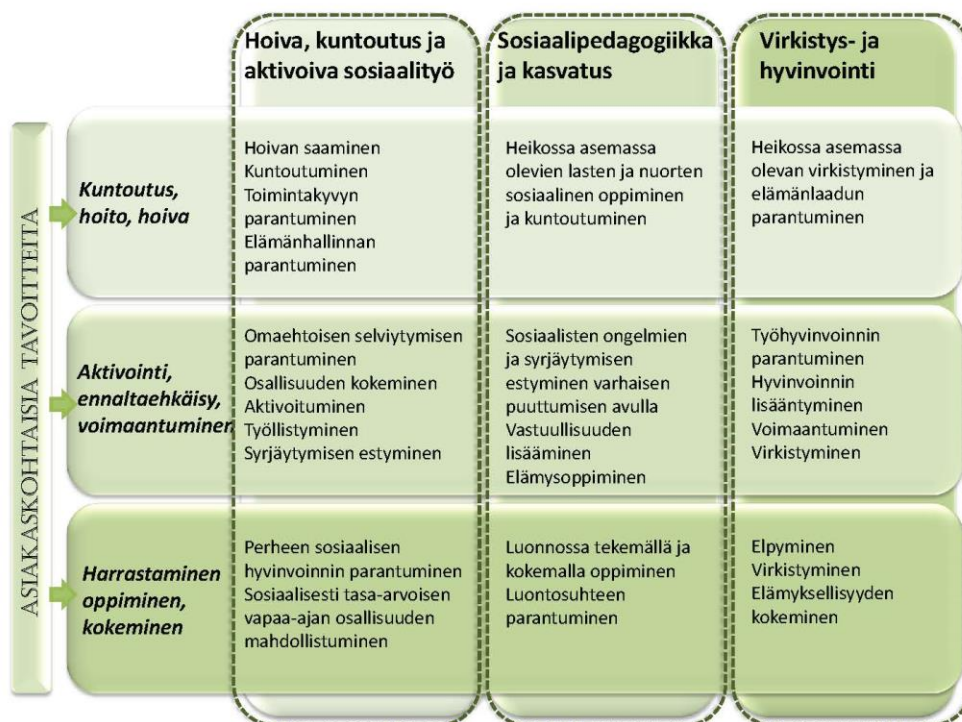 Hoiva, kuntoutus ja
aktivoiva sosiaalityö
Sosiaalipedagogiikka
ja kasvatus
Virkistys- ja
hyvinvointi
ASIAKASKOHTAISIA TAVOITTEITA
Kuntoutus,
hoito, hoiva
Hoivan saaminen
Kuntoutuminen
Toimintakyvyn
parantuminen
Elämänhallinnan
parantuminen
Heikossa asemassa
olevien lasten ja nuorten
sosiaalinen oppiminen
ja kuntoutuminen
Heikossa asemassa
olevan virkistyminen ja
elämänlaadun
parantuminen
Aktivointi,
ennaltaehkäisy,
voimaantuminen
Omaehtoisen selviytymisen
parantuminen
Osallisuuden kokeminen
Aktivoituminen
Työllistyminen
Syrjäytymisen estyminen
Sosiaalisten ongelmien
ja syrjäytymisen
estyminen varhaisen
puuttumisen avulla
Vastuullisuuden
lisääminen
Elämysoppiminen
Työhyvinvoinnin
parantuminen
Hyvinvoinnin
lisääntyminen
Voimaantuminen
Virkistyminen
Harrastaminen
oppiminen,
kokeminen
Perheen sosiaalisen
hyvinvoinnin parantuminen
Sosiaalisesti tasa-arvoisen
vapaa-ajan osallisuuden
mahdollistuminen
Luonnossa tekemällä ja
kokemalla oppiminen
Luontosuhteen
parantuminen
Elpyminen
Virkistyminen
Elämyksellisyyden
kokeminen